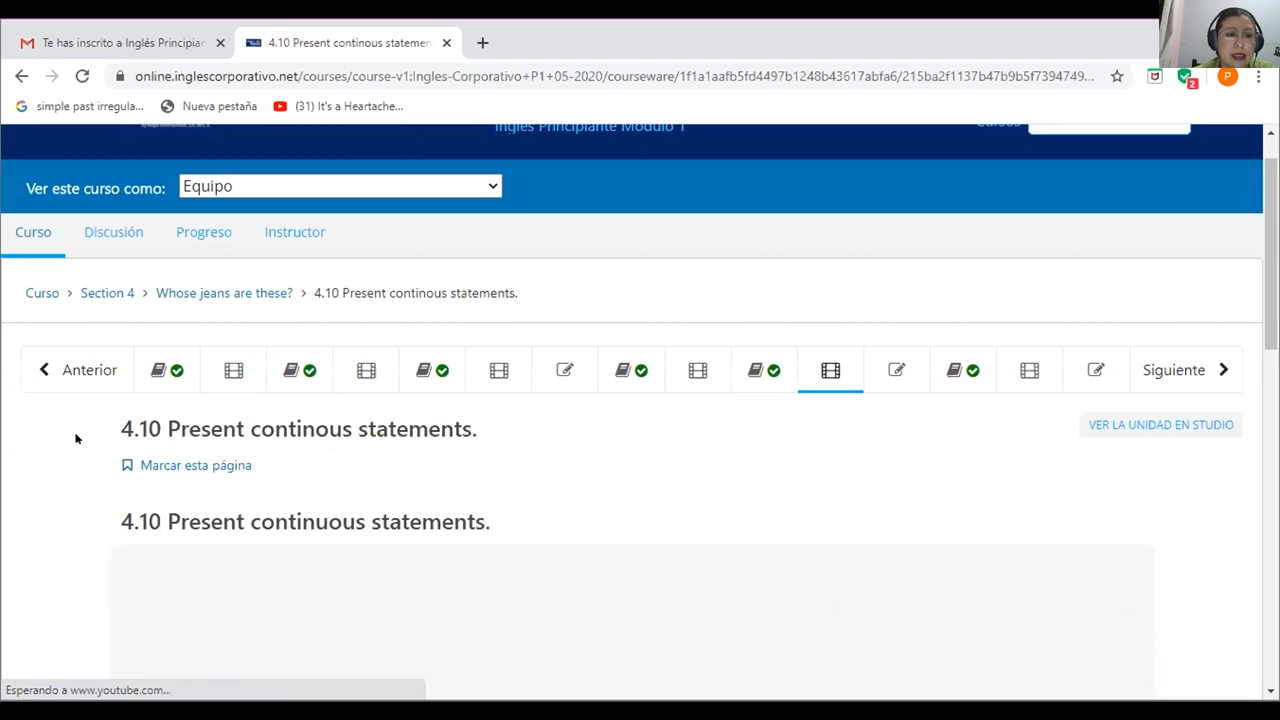 Te has inscrito a Inglés Principiar
4.10 Present continous statemen
online.inglescorporativo.net/courses/course-v1:Ingles-Corporativo+P1+05-2020/courseware/1f1a1aafb5fd4497b1248b43617abfa6/215ba2f1137b47b9b5f7394749...
2
P
simple past irregula...
Nueva pestaña
(31) It's a Heartache...
Inglés Principiante Módulo 1
Cursos
Ver este curso como:
Equipo
Curso
Discusión
Progreso
Instructor
Curso > Section 4 > Whose jeans are these? > 4.10 Present continous statements.
Anterior
Siguiente
4.10 Present continous statements.
VER LA UNIDAD EN STUDIO
Marcar esta página
4.10 Present continuous statements.
Esperando a www.youtube.com...